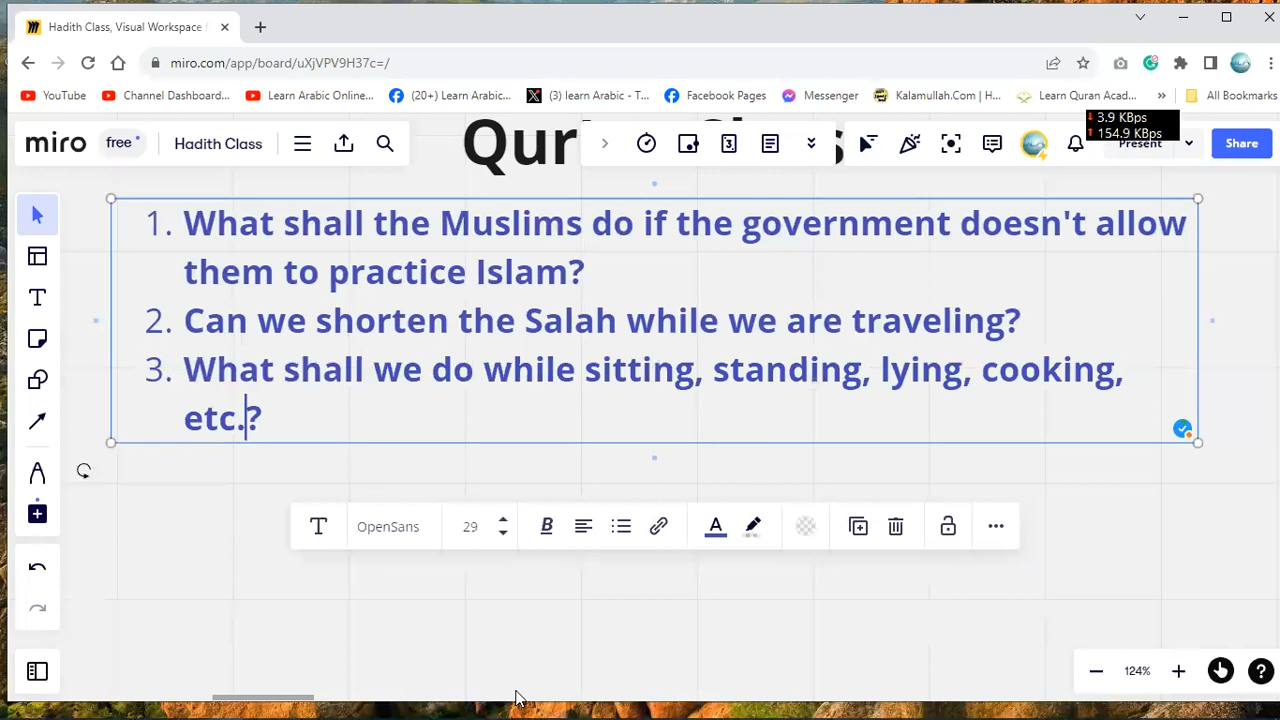 Hadith Class, Visual Workspace f
miro.com/app/board/uXjVPV9H37c=/
YouTube
Channel Dashboard...
Learn Arabic Online...
(20+) Learn Arabic...
(3) learn Arabic - T...
Facebook Pages
Messenger
Kalamullah.Com | H...
Learn Quran Acad...
»
All Bookmarks
3.9 KBps
154.9 KBps
miro
free
Hadith Class
Present
Share
1. What shall the Muslims do if the government doesn't allow
them to practice Islam?
2. Can we shorten the Salah while we are traveling?
3. What shall we do while sitting, standing, lying, cooking,
etc.?
OpenSans
29
B
A
124%